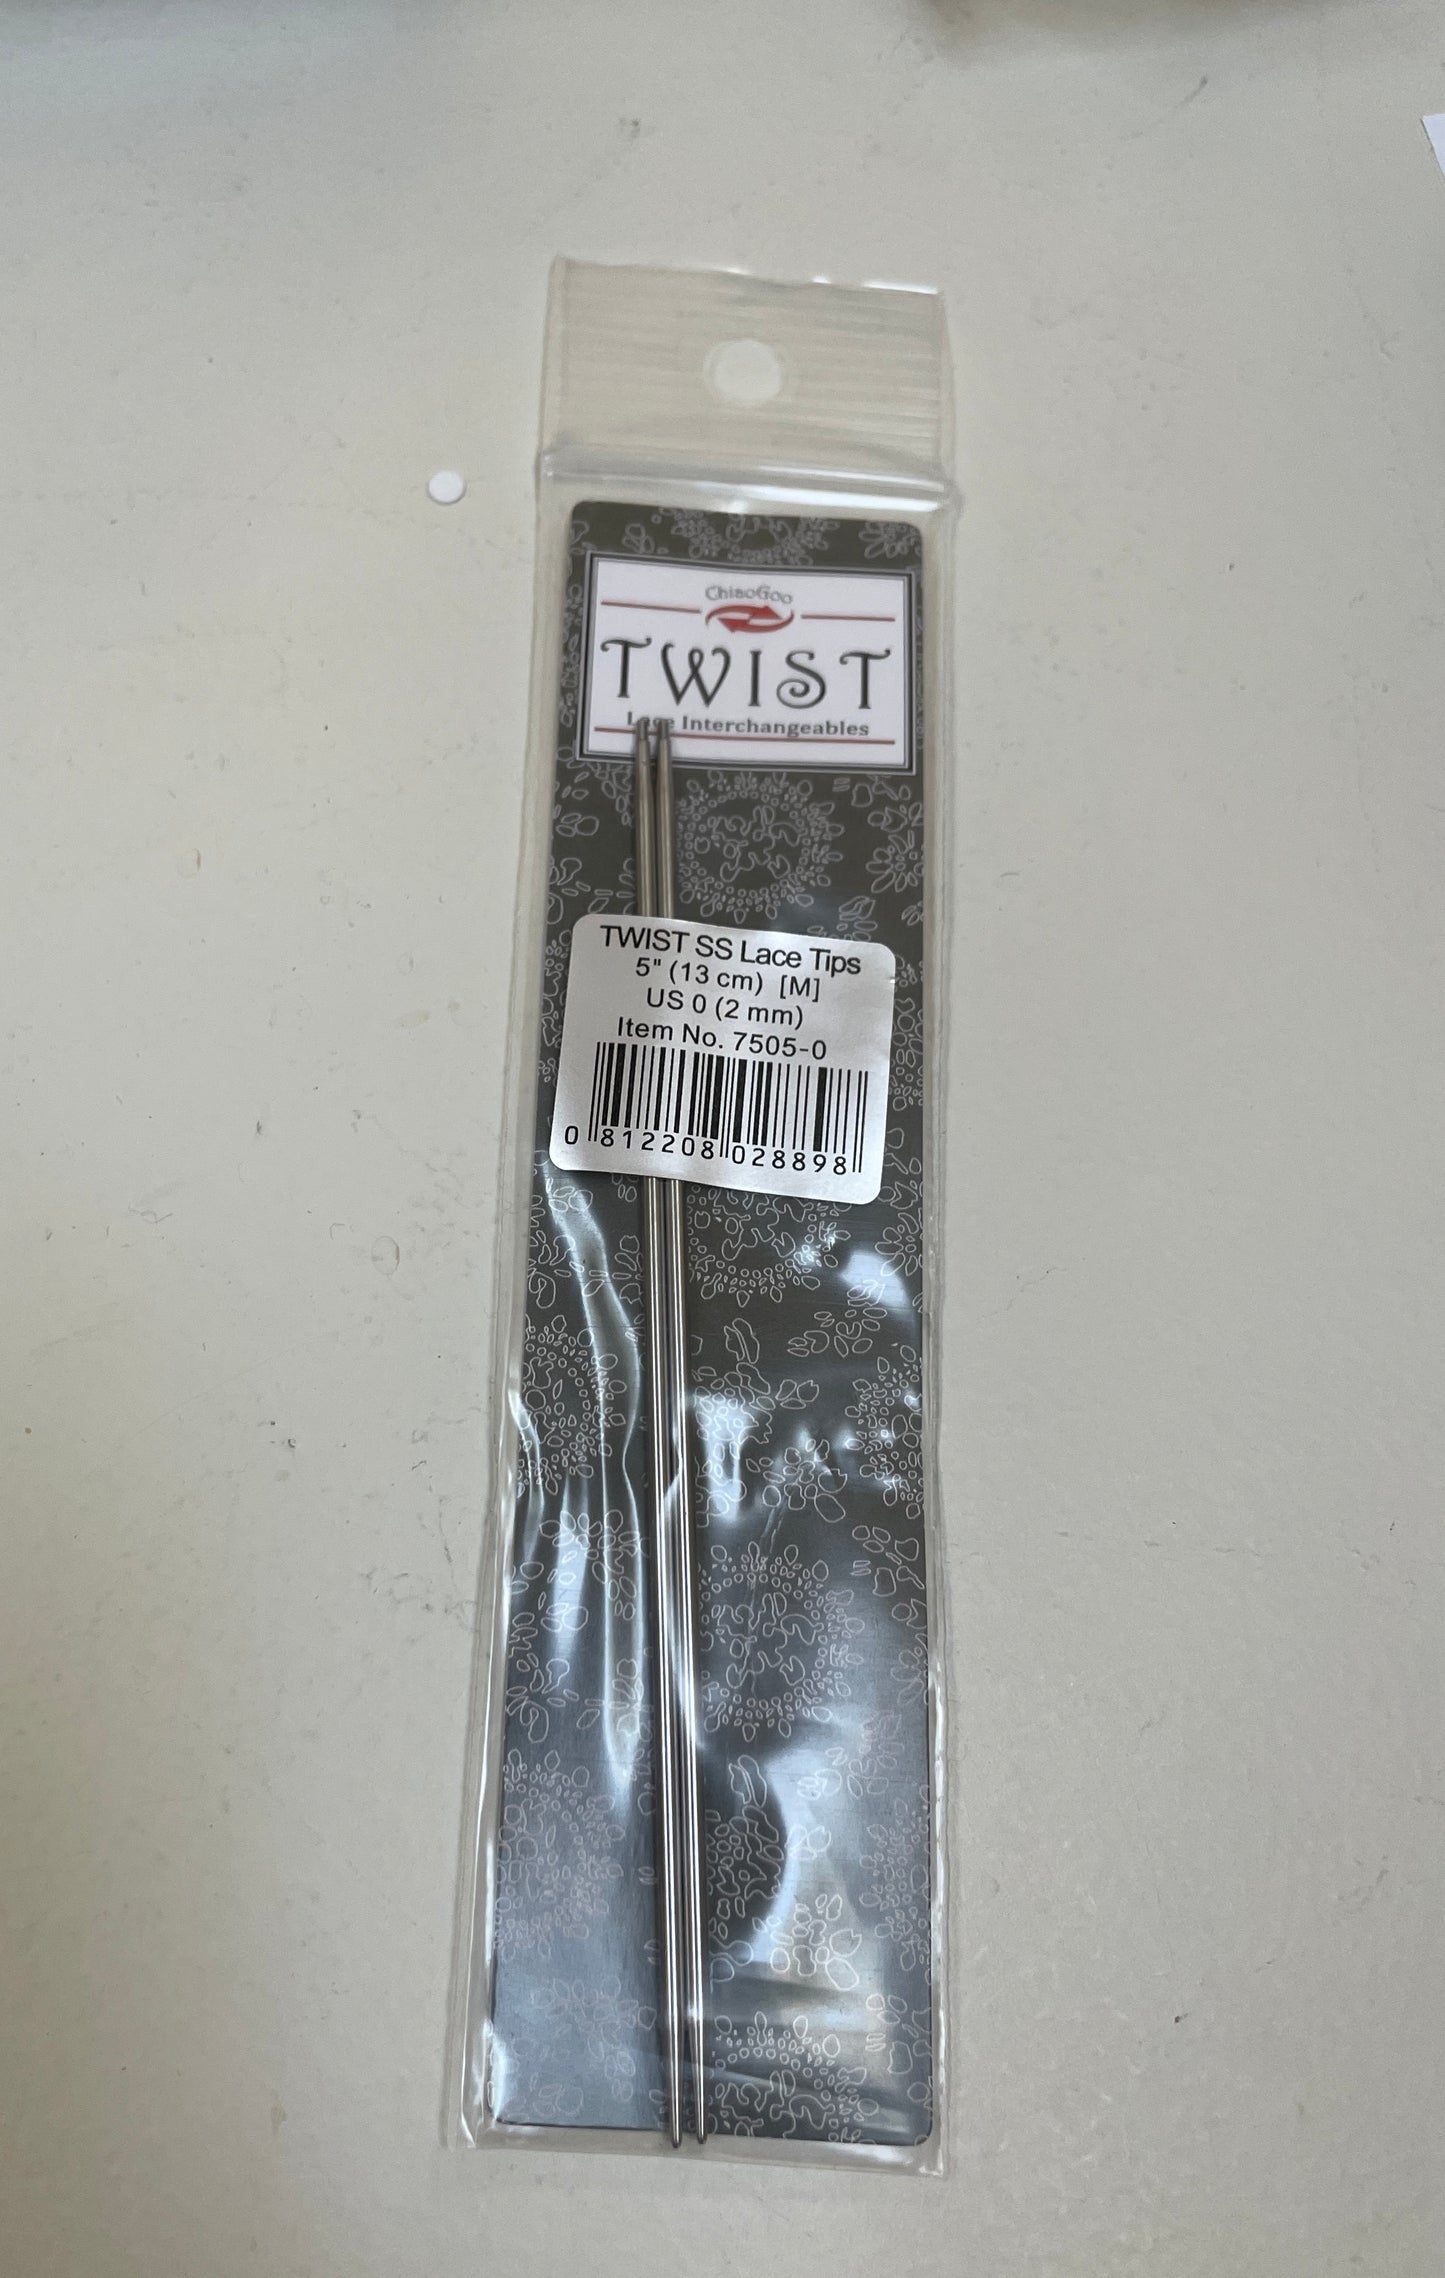 ChiaoGoo
TWIST
Lace Interchangeables
TWIST SS Lace Tips
5" (13 cm) [M]
US 0 (2 mm)
Item No. 7505-0
0 812208 028898